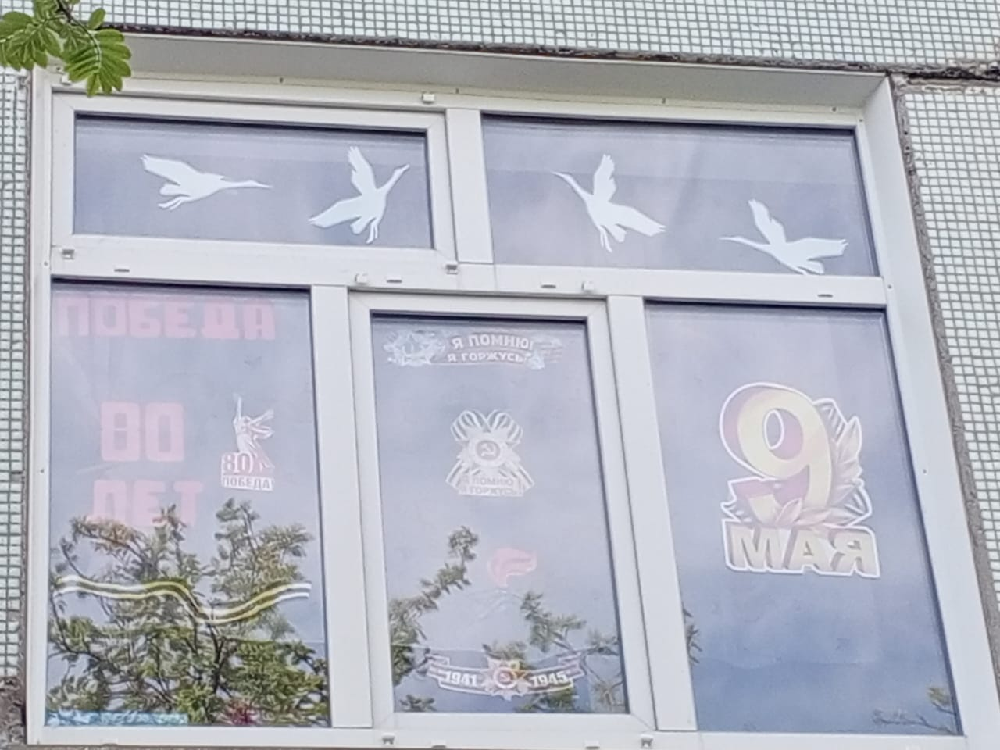 ПОБЕДА
80
ЛЕТ
80
ПОБЕДА!
Я ПОМНЮ!
Я ГОРЖУСЬ!
Я ПОМНЮ
Я ГОРЖУСЬ
1941 1945
9
МАЯ